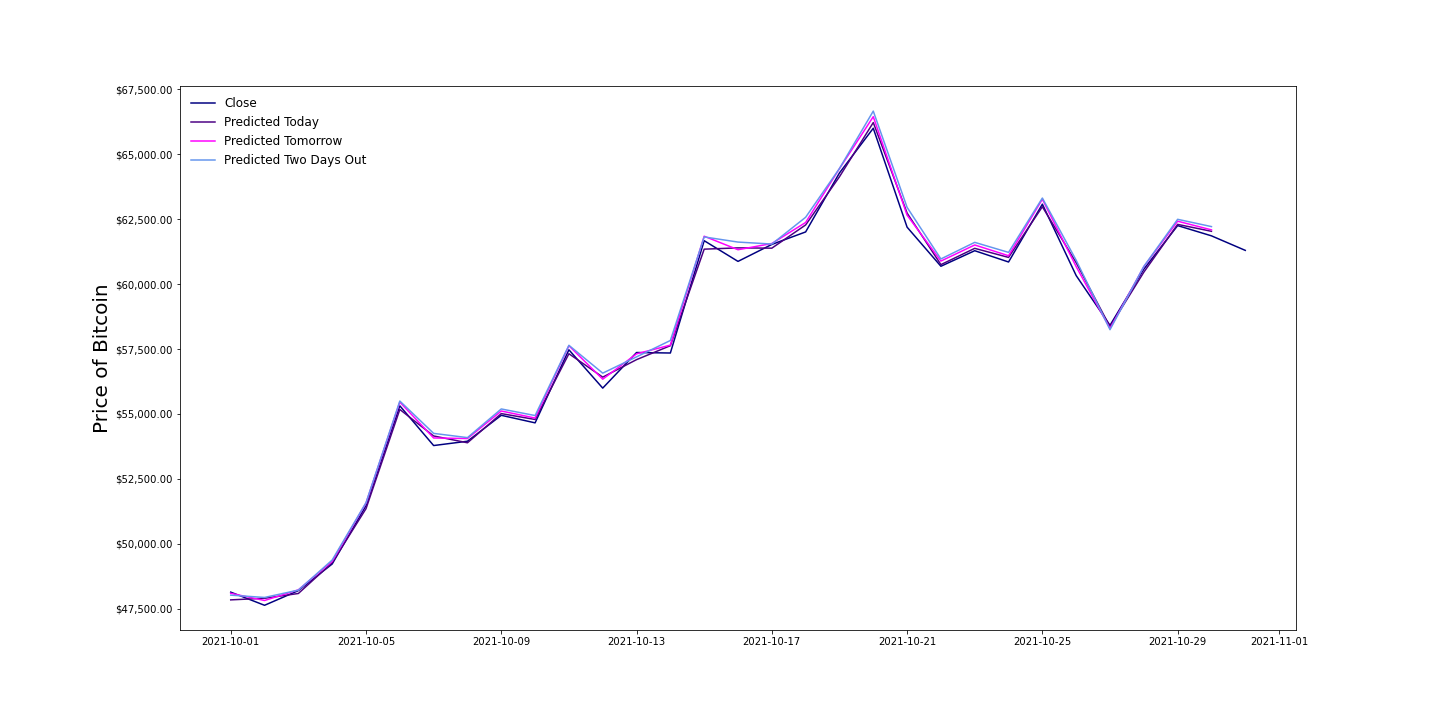 $67,500.00
$65,000.00
$62,500.00
$60,000.00
$57,500.00
$55,000.00
$52,500.00
$50,000.00
$47,500.00
Price of Bitcoin
Close
Predicted Today
Predicted Tomorrow
Predicted Two Days Out
2021-10-01 2021-10-05 2021-10-09 2021-10-13 2021-10-17 2021-10-21 2021-10-25 2021-10-29 2021-11-01